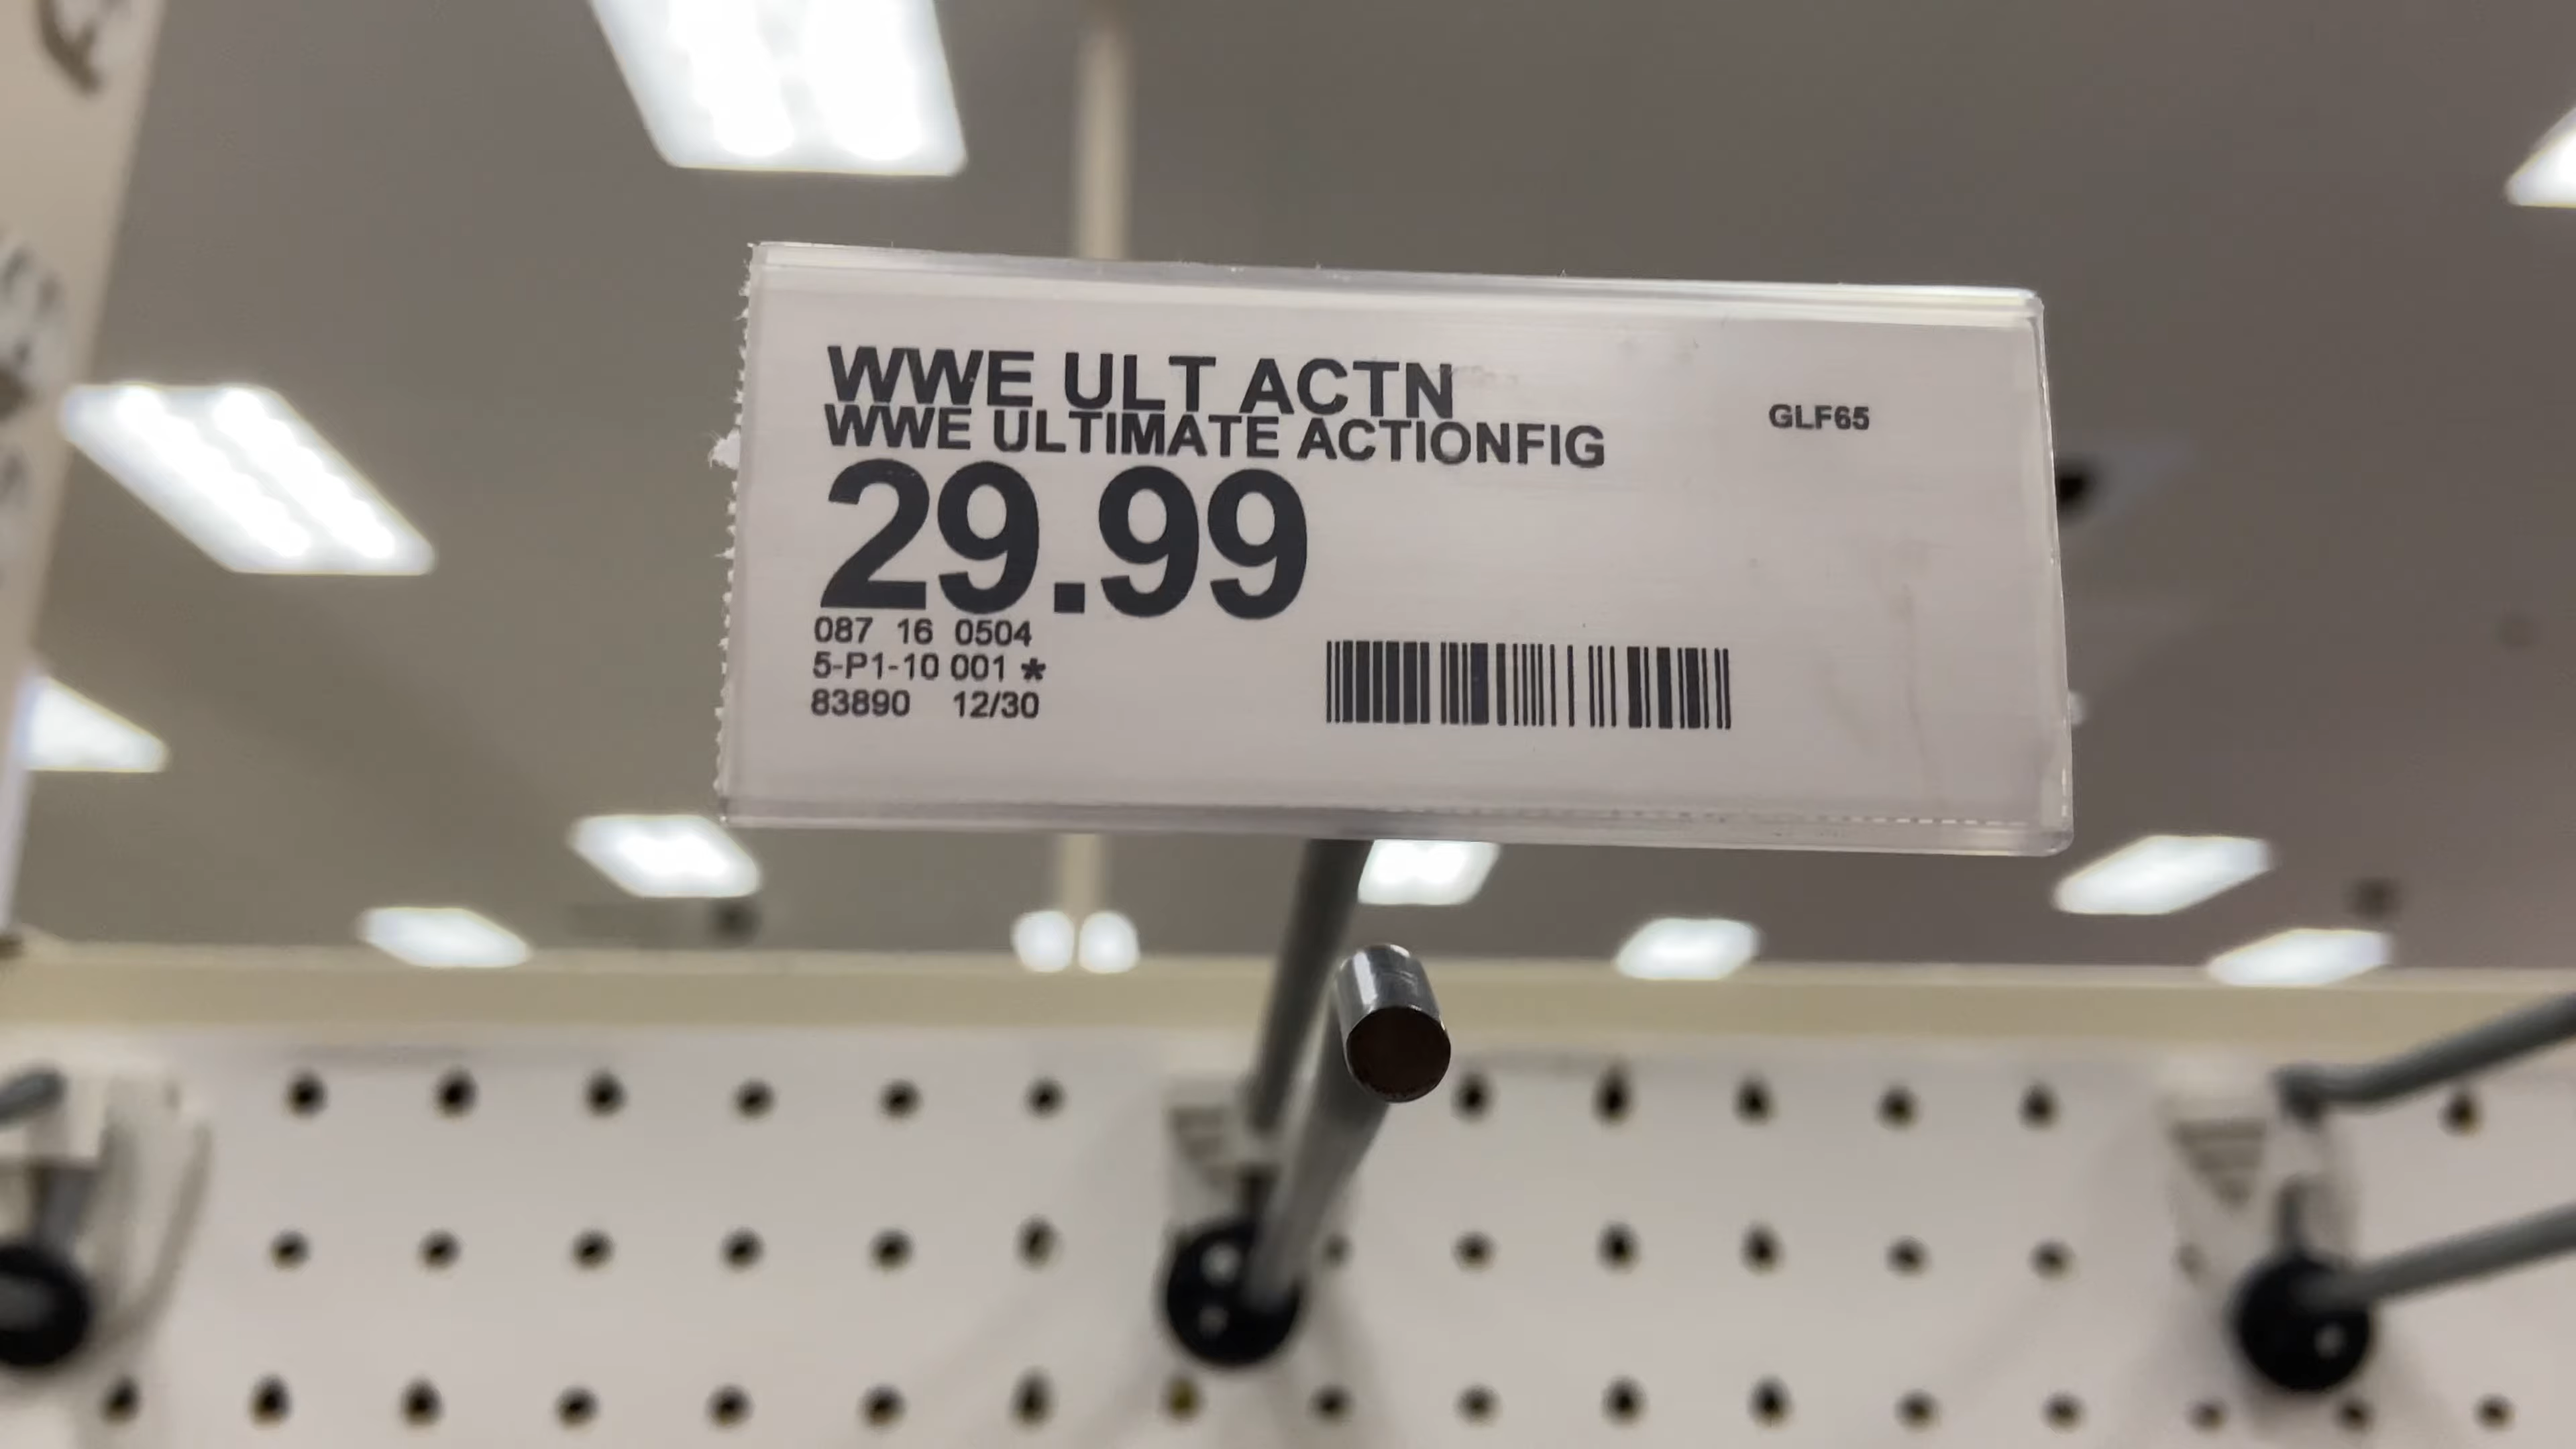 WWE ULT ACTN
WWE ULTIMATE ACTIONFIG
GLF65
29.99
087 16 0504
5-P1-10 001 *
83890 12/30